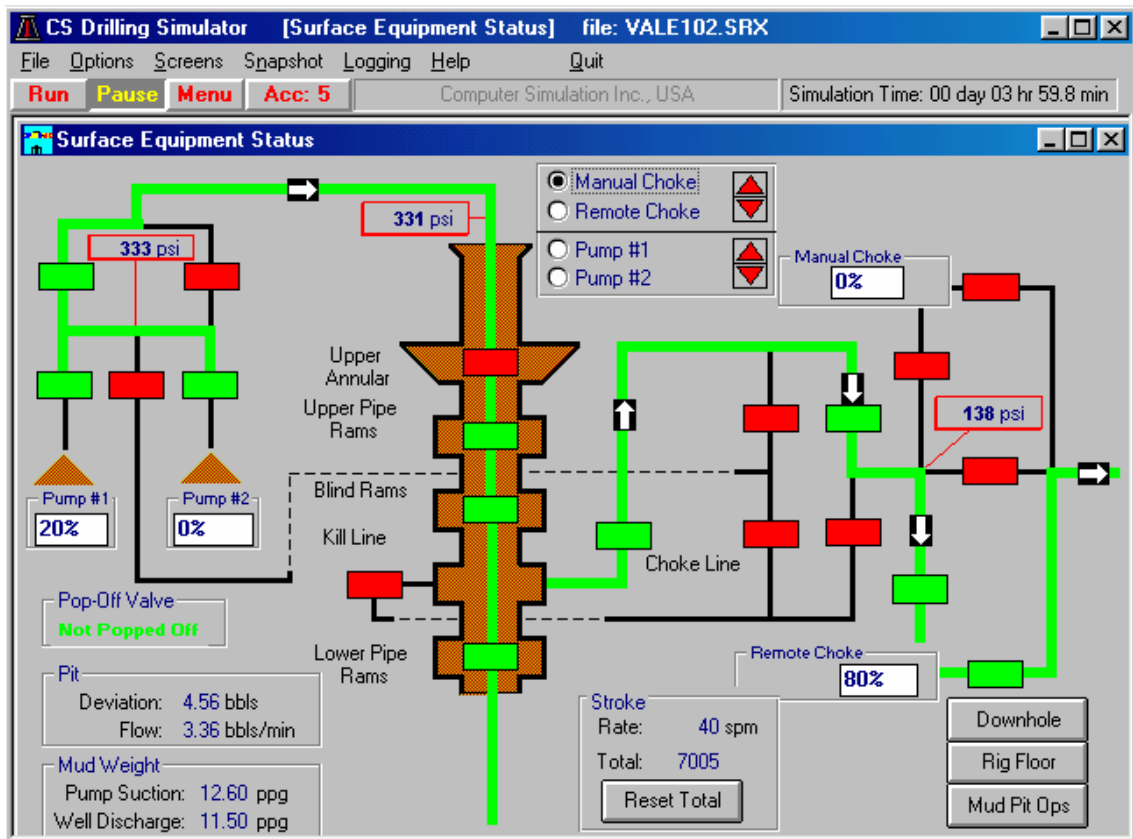 CS Drilling Simulator [Surface Equipment Status] file: VALE102.SRX
File Options Screens Snapshot Logging Help Quit
Run Pause Menu Acc: 5 Computer Simulation Inc., USA Simulation Time: 00 day 03 hr 59.8 min
Surface Equipment Status
Manual Choke
Remote Choke
Pump #1
Pump #2
331 psi
333 psi
Manual Choke
0%
Upper
Annular
Upper Pipe
Rams
138 psi
Blind Rams
Kill Line
Choke Line
Pump #1
20%
Pump #2
0%
Pop-Off Valve
Not Popped Off
Lower Pipe
Rams
Remote Choke
80%
Pit
Deviation: 4.56 bbls
Flow: 3.36 bbls/min
Stroke
Rate: 40 spm
Total: 7005
Reset Total
Downhole
Rig Floor
Mud Pit Ops
Mud Weight
Pump Suction: 12.60 ppg
Well Discharge: 11.50 ppg